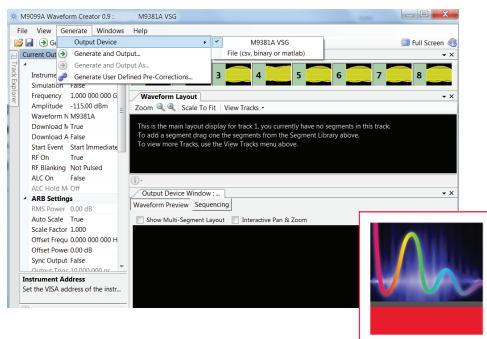 M9099A Waveform Creator 0.9 : M9381A VSG
File View Generate Windows Help
Output Device
M9381A VSG
File (csv, binary or matlab)
Full Screen
Generate and Output...
Generate and Output As...
Generate User Defined Pre-Corrections...
Track Explorer
Current Out
3 4 5 6 7 8
Instrume
Simulation False
Frequency 1.000 000 000 G
Amplitude -115.00 dBm
Waveform N M9381A
Download M True
Download A False
Start Event Start Immediate
RF On True
RF Blanking Not Pulsed
ALC On False
ALC Hold M Off
ARB Settings
RMS Power 0.00 dB
Auto Scale True
Scale Factor 1.000
Offset Frequ 0.000 000 000 H
Offset Power 0.00 dB
Sync Output False
Instrument Address
Set the VISA address of the instr...
Waveform Layout
Zoom Scale To Fit View Tracks
This is the main layout display for track 1, you currently have no segments in this track.
To add a segment drag one the segments from the Segment Library above.
To view more Tracks, use the View Tracks menu above.
Output Device Window : ...
Waveform Preview Sequencing
Show Multi-Segment Layout Interactive Pan & Zoom